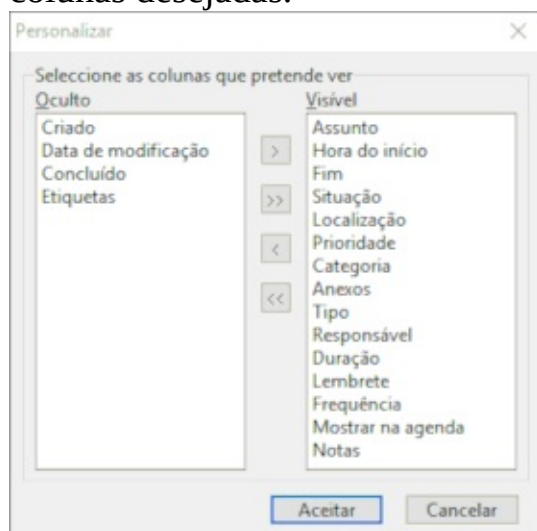 colunas desejadas.
Personalizar
Seleccione as colunas que pretende ver
Oculto
Criado
Data de modificação
Concluído
Etiquetas
>
>>
<
<<
Visível
Assunto
Hora do início
Fim
Situação
Localização
Prioridade
Categoria
Anexos
Tipo
Responsável
Duração
Lembrete
Frequência
Mostrar na agenda
Notas
Aceitar
Cancelar